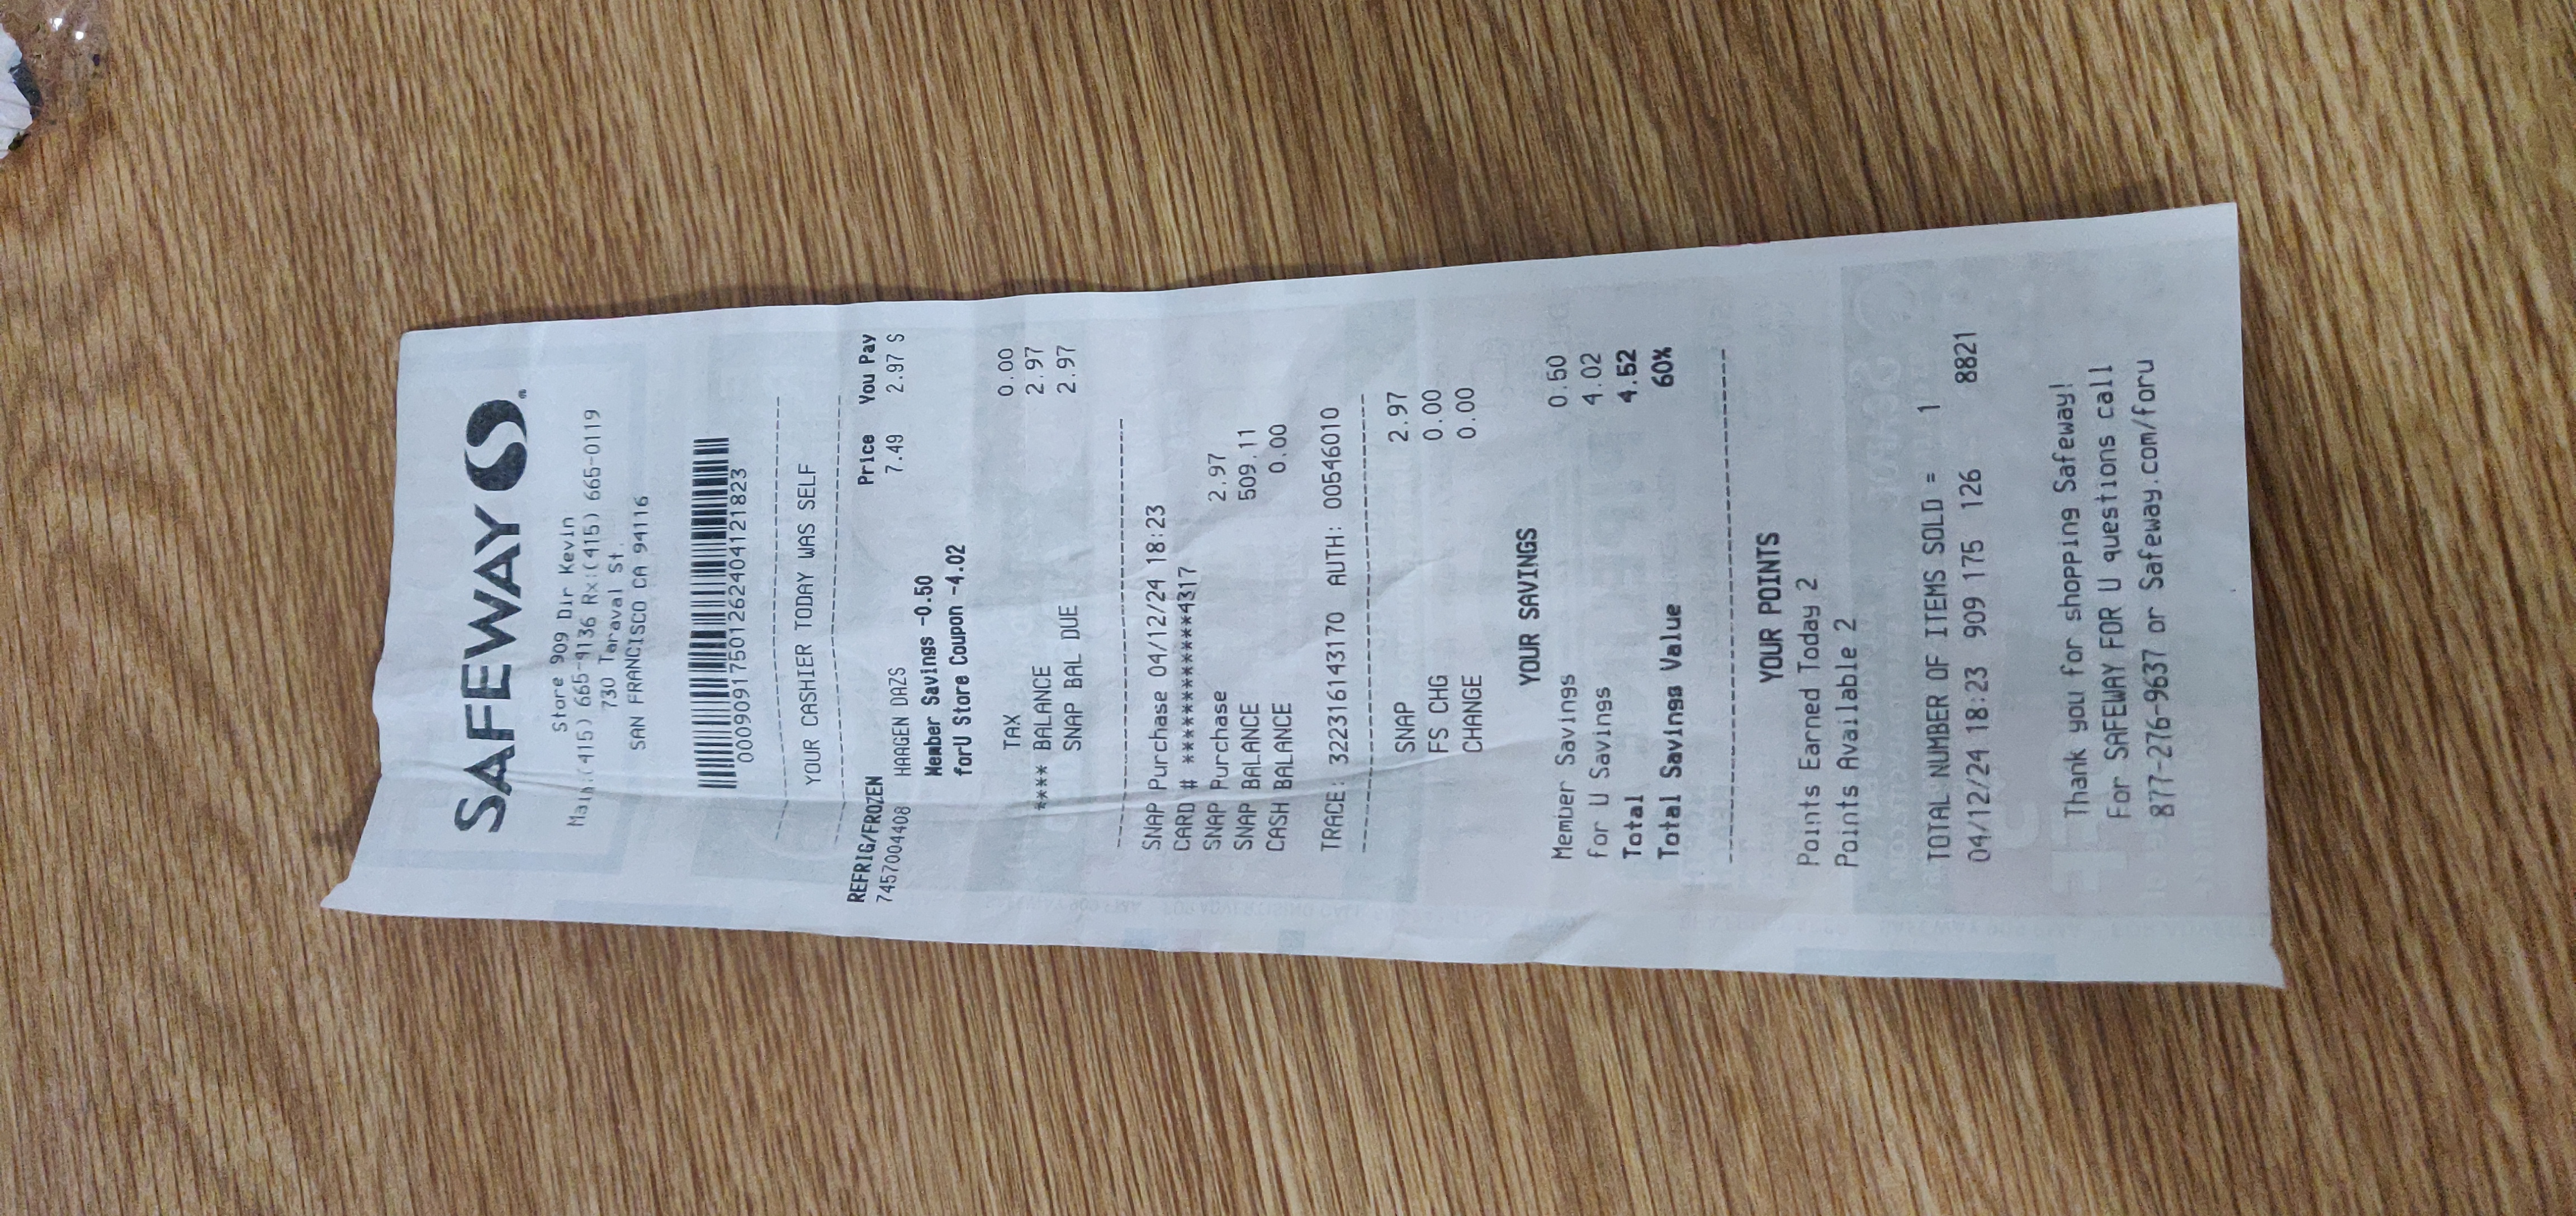 SAFEWAY
Store 909 Dir Kevin
Main:(415) 665-4136 Rx:(415) 665-0119
730 Taraval St.
SAN FRANCISCO CA 94116
00090917501262404121823
YOUR CASHIER TODAY WAS SELF
REFRIG/FROZEN Price You Pay
7457004408 HAAGEN DAZS 7.49 2.97 S
Member Savings -0.50
forU Store Coupon -4.02
TAX 0.00
**** BALANCE 2.97
SNAP BAL DUE 2.97
SNAP Purchase 04/12/24 18:23
CARD # ************4317
SNAP Purchase 2.97
SNAP BALANCE 509.11
CASH BALANCE 0.00
TRACE: 322316143170 AUTH: 00546010
SNAP 2.97
FS CHG 0.00
CHANGE 0.00
YOUR SAVINGS
Member Savings 0.50
for U Savings 4.02
Total 4.52
Total Savings Value 60%
YOUR POINTS
Points Earned Today 2
Points Available 2
TOTAL NUMBER OF ITEMS SOLD = 1
04/12/24 18:23 909 175 126 8821
Thank you for shopping Safeway!
For SAFEWAY FOR U questions call
877-276-9637 or Safeway.com/foru